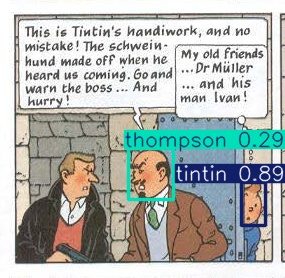 This is Tintin's handiwork, and no
mistake! The schwein-
hund made off when he
heard us coming. Go and
warn the boss ... And
hurry!
My old friends
...Dr Müller
... and his
man Ivan!
thompson 0.29
tintin 0.89